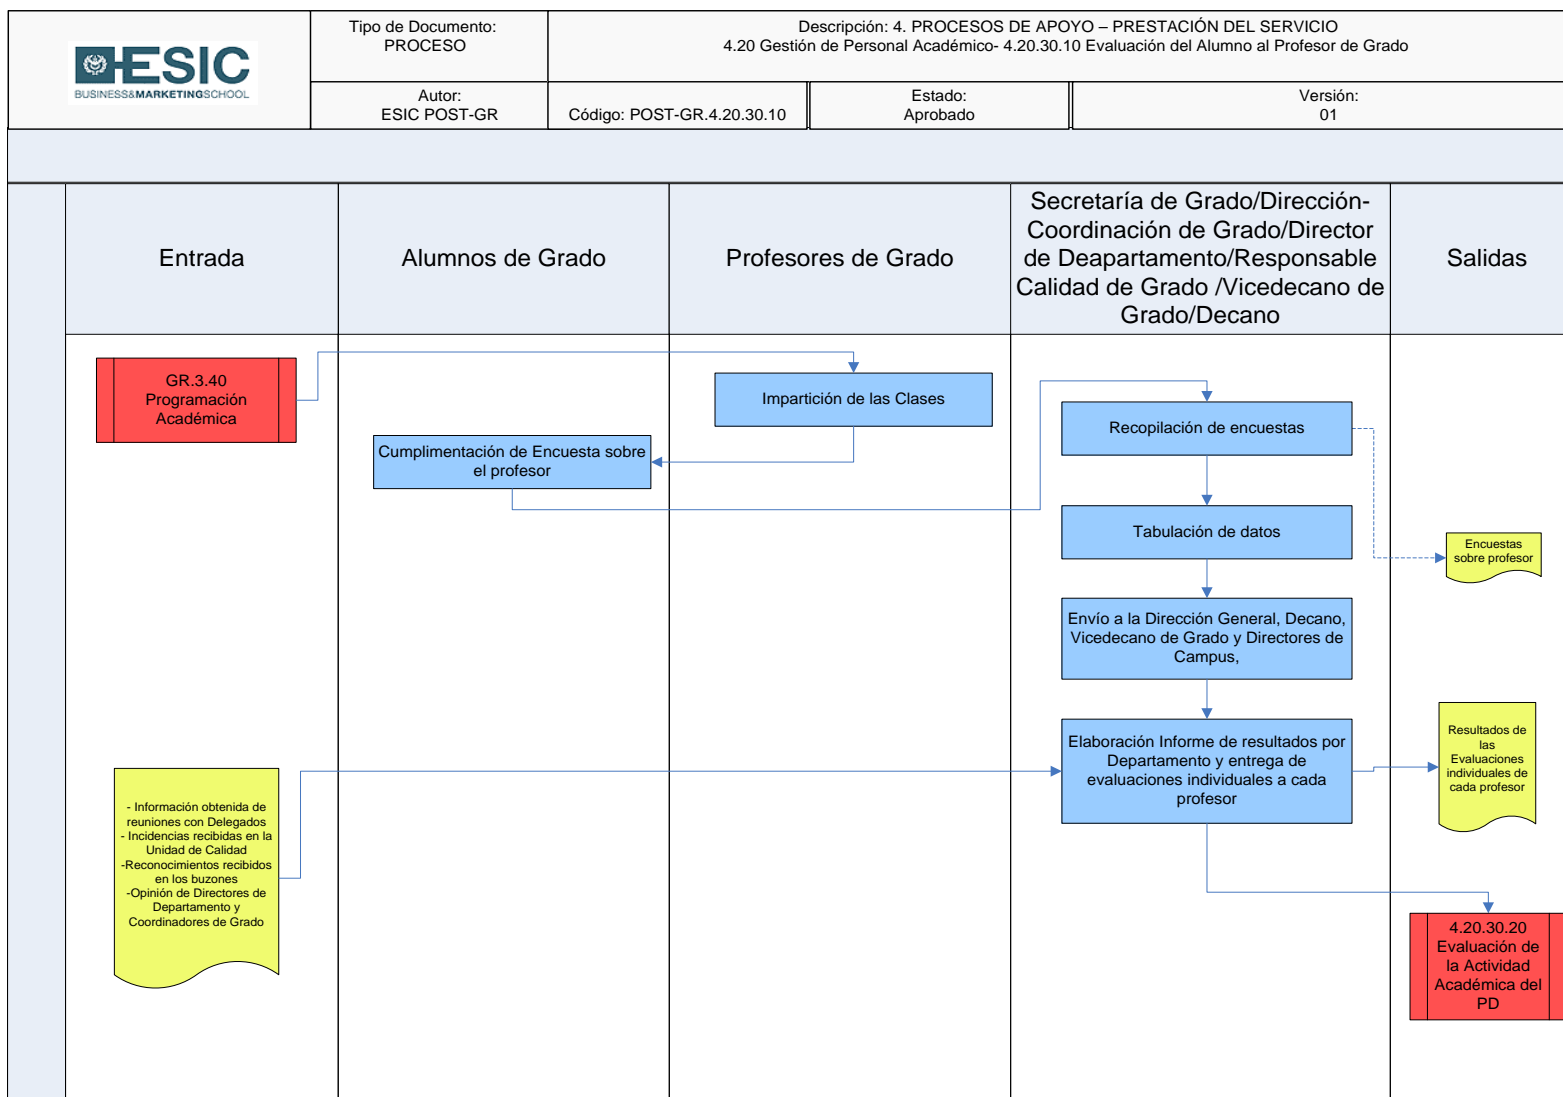 ESIC
BUSINESS&MARKETINGSCHOOL
Tipo de Documento:
PROCESO
Descripción: 4. PROCESOS DE APOYO – PRESTACIÓN DEL SERVICIO
4.20 Gestión de Personal Académico- 4.20.30.10 Evaluación del Alumno al Profesor de Grado
Autor:
ESIC POST-GR
Código: POST-GR.4.20.30.10
Estado:
Aprobado
Versión:
01
Entrada
Alumnos de Grado
Profesores de Grado
Secretaría de Grado/Dirección-
Coordinación de Grado/Director
de Deapartamento/Responsable
Calidad de Grado /Vicedecano de
Grado/Decano
Salidas
GR.3.40
Programación
Académica
Impartición de las Clases
Cumplimentación de Encuesta sobre
el profesor
Recopilación de encuestas
Tabulación de datos
Encuestas
sobre profesor
Envío a la Dirección General, Decano,
Vicedecano de Grado y Directores de
Campus,
Elaboración Informe de resultados por
Departamento y entrega de
evaluaciones individuales a cada
profesor
Resultados de
las
Evaluaciones
individuales de
cada profesor
- Información obtenida de
reuniones con Delegados
- Incidencias recibidas en la
Unidad de Calidad
-Reconocimientos recibidos
en los buzones
-Opinión de Directores de
Departamento y
Coordinadores de Grado
4.20.30.20
Evaluación de
la Actividad
Académica del
PD